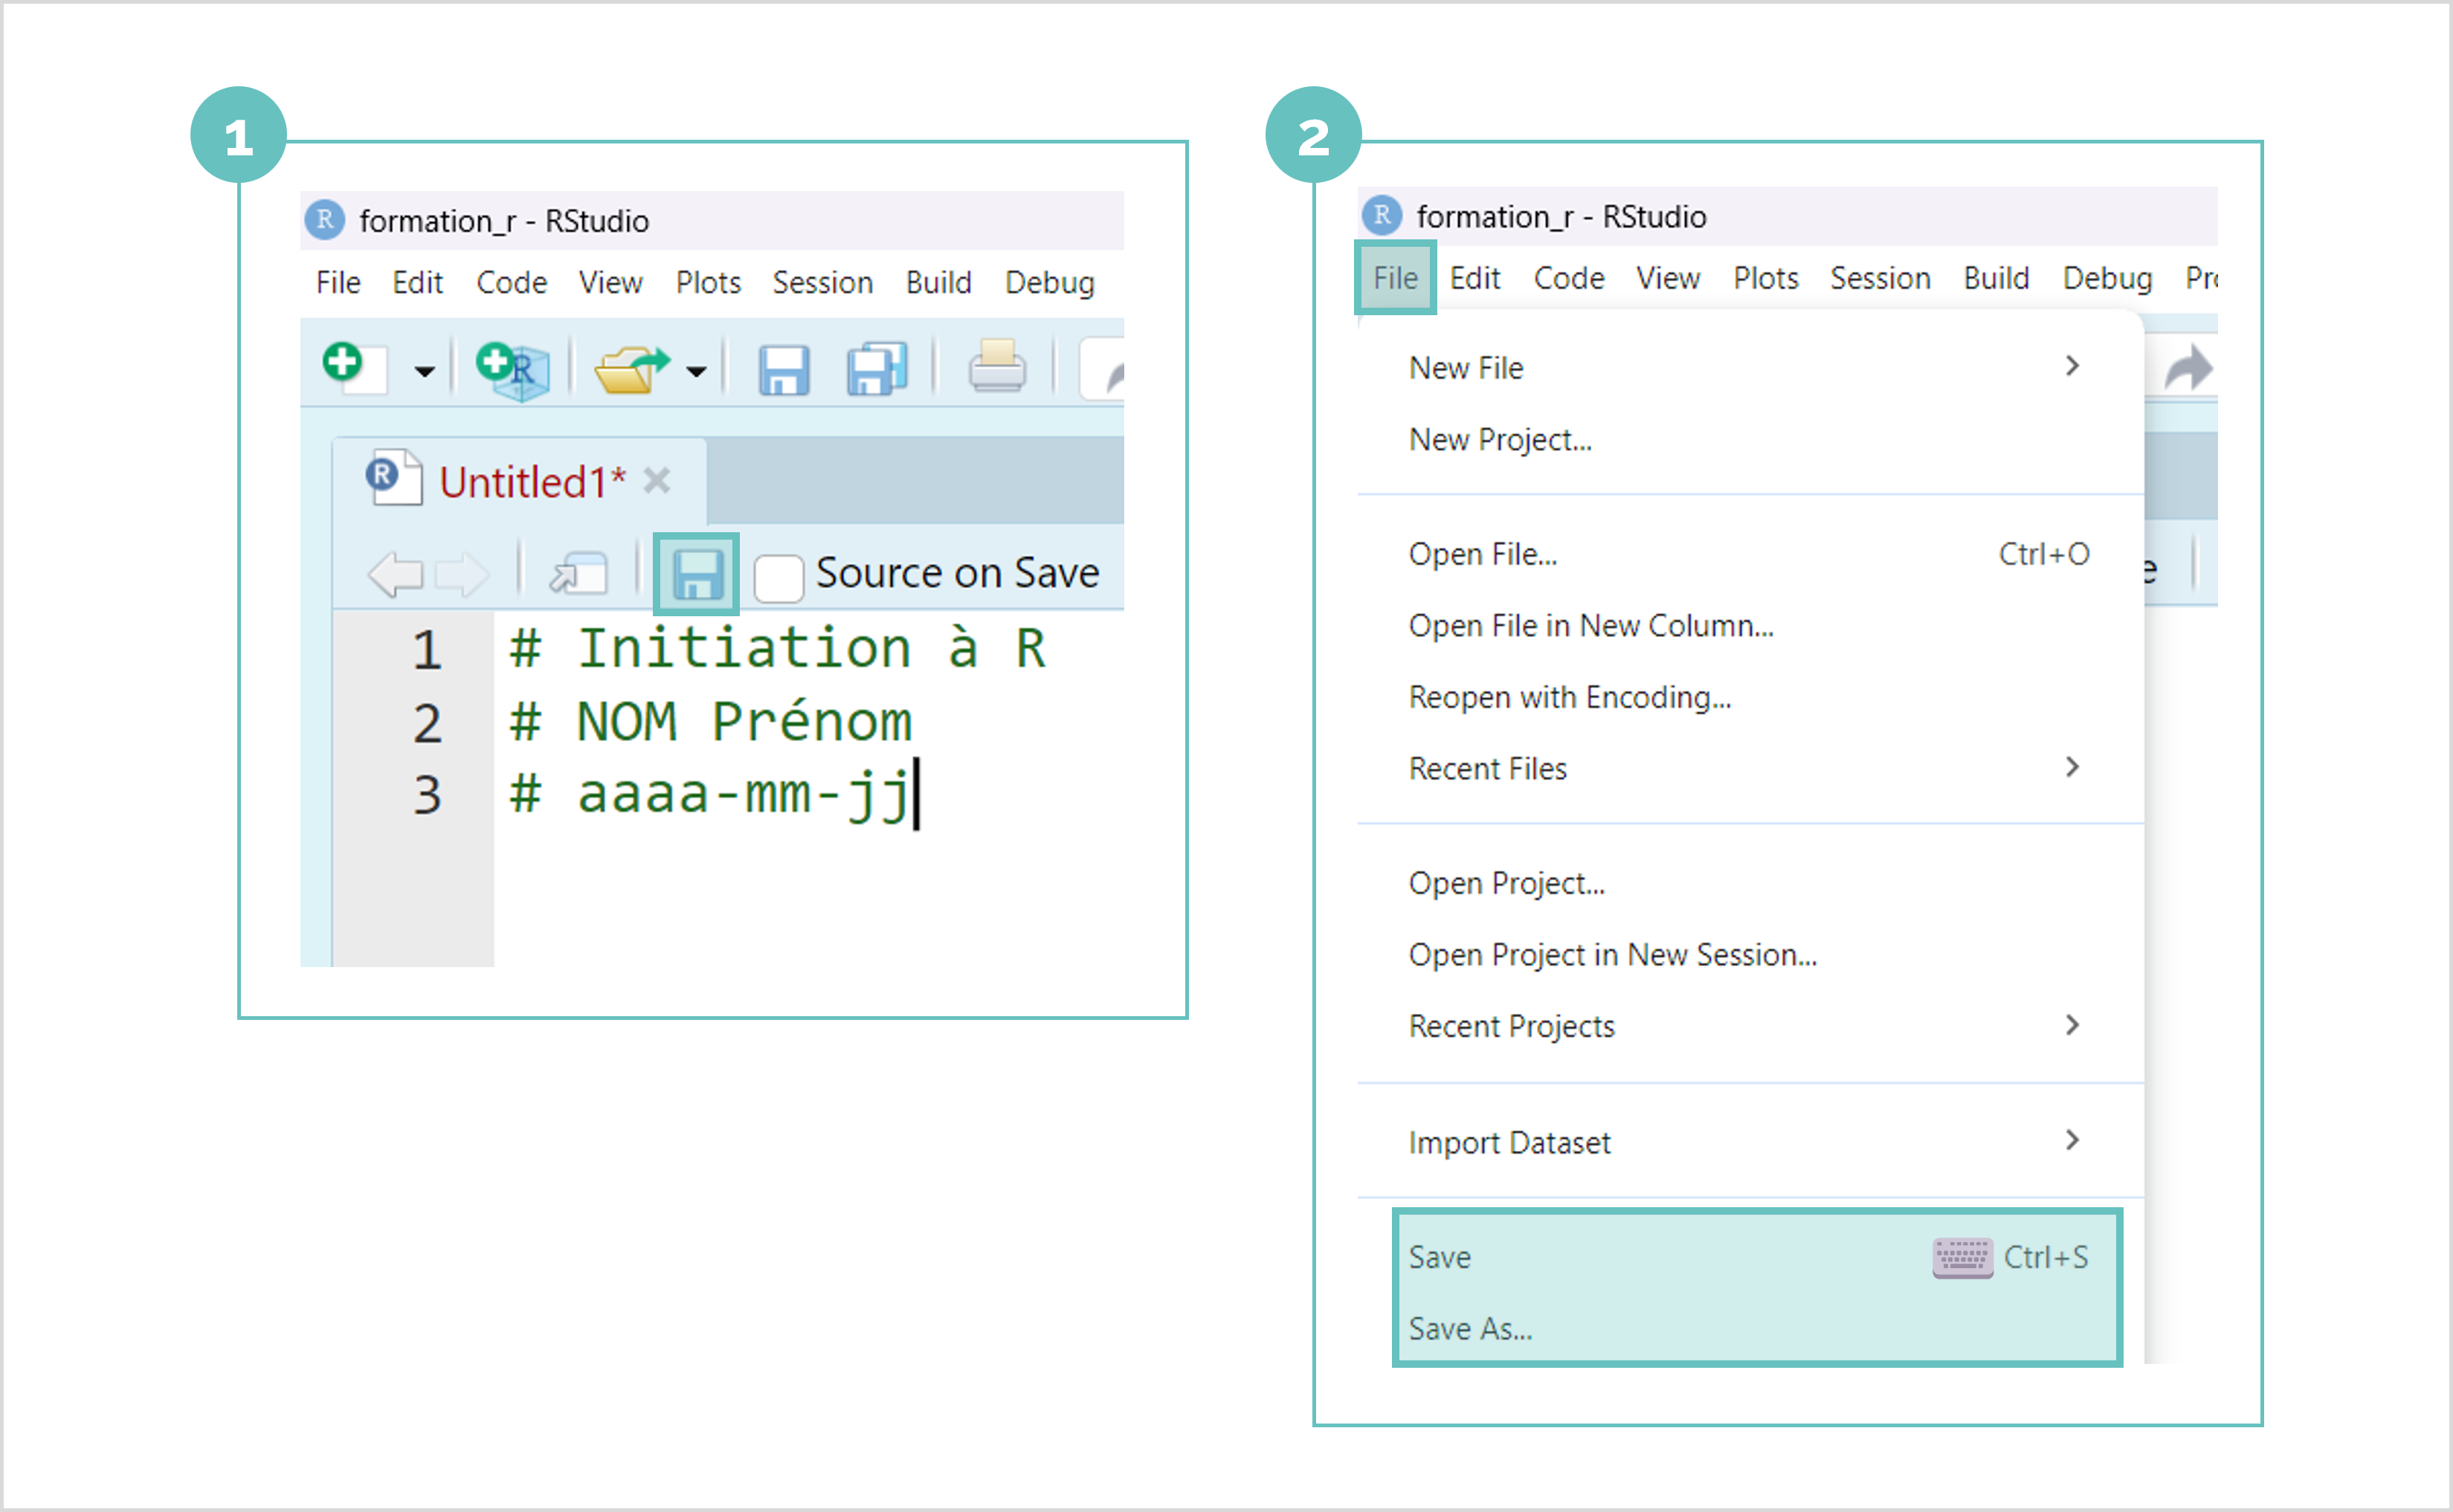 1
R formation_r - RStudio
File Edit Code View Plots Session Build Debug
R
R Untitled1*
Source on Save
1 # Initiation à R
2 # NOM Prénom
3 # aaaa-mm-jj
2
R formation_r - RStudio
File Edit Code View Plots Session Build Debug
New File
New Project...
Open File... Ctrl+O
Open File in New Column...
Reopen with Encoding...
Recent Files
Open Project...
Open Project in New Session...
Recent Projects
Import Dataset
Save Ctrl+S
Save As...